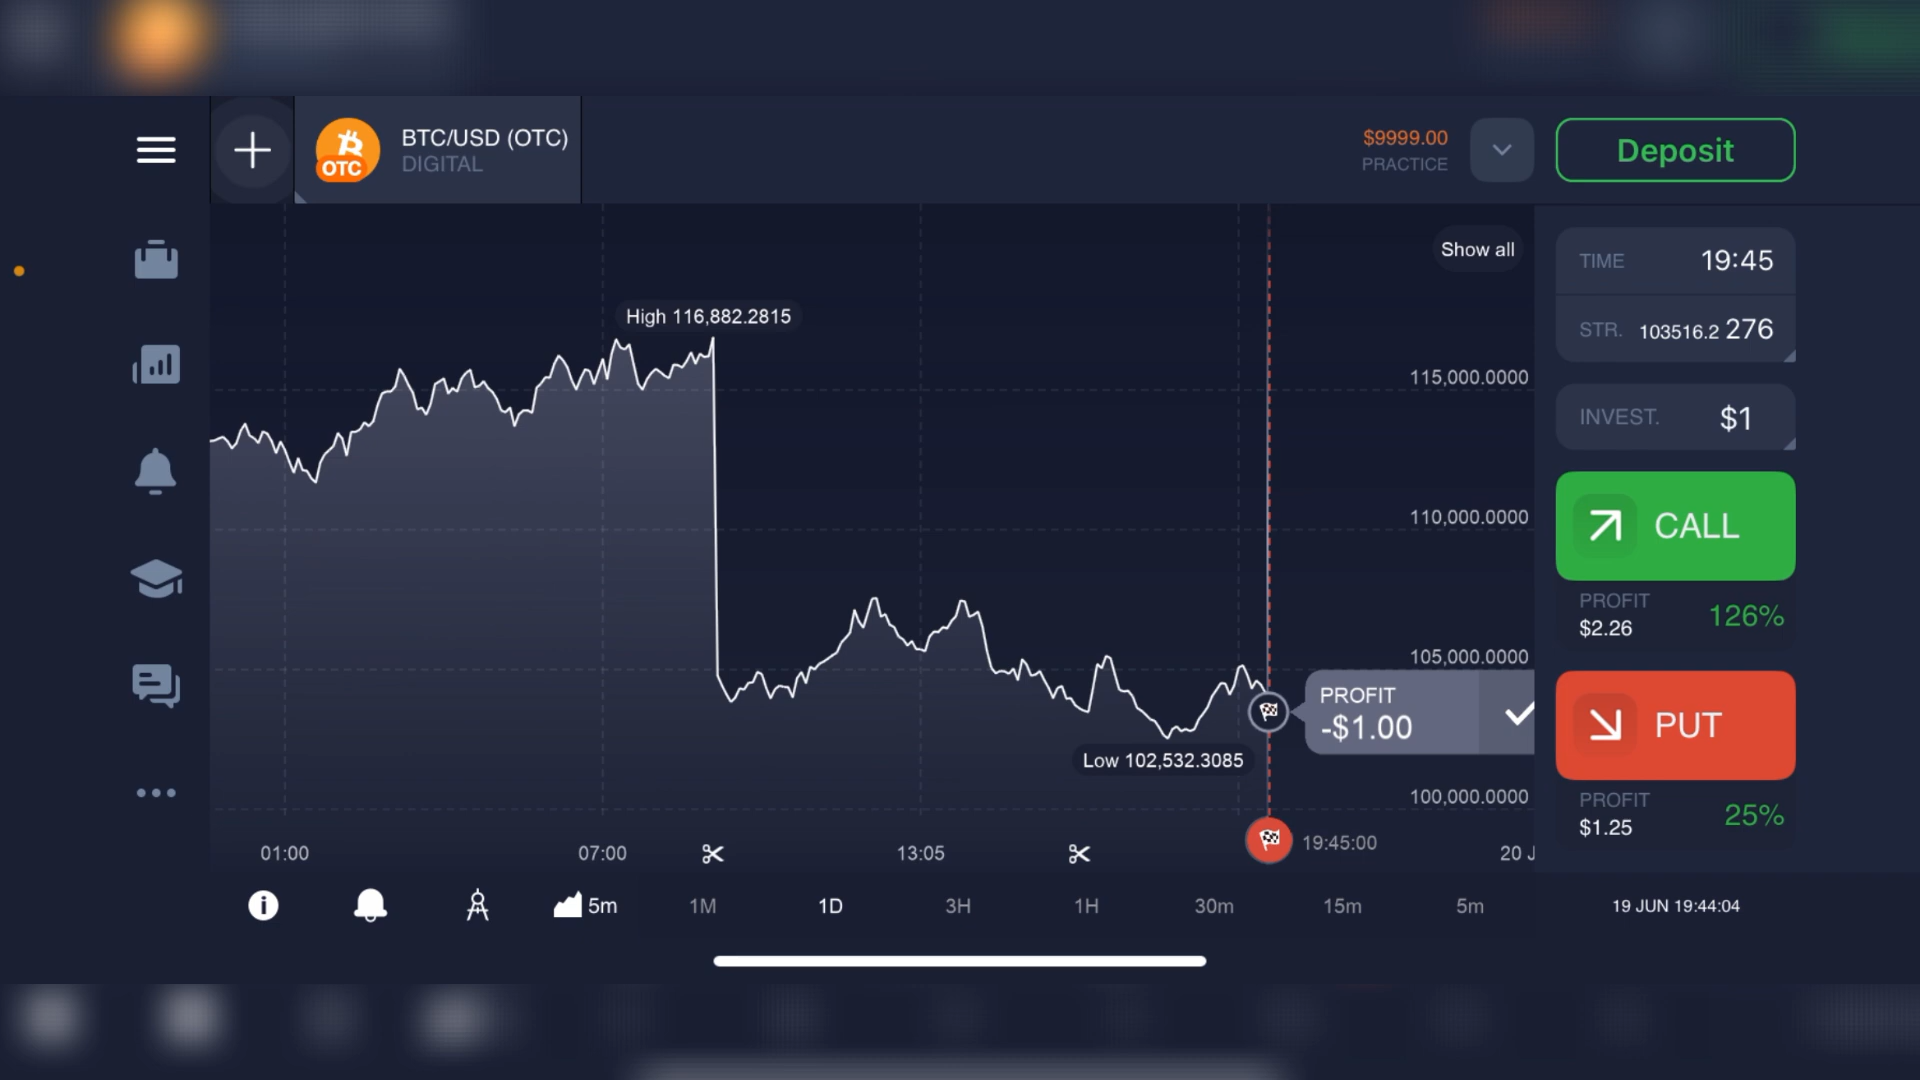 BTC/USD (OTC)
OTC
DIGITAL
$9999.00
PRACTICE
Deposit
Show all
TIME 19:45
STR. 103516.2 276
INVEST. $1
CALL
PROFIT
$2.26
126%
PUT
PROFIT
$1.25
25%
High 116,882.2815
115,000.0000
110,000.0000
105,000.0000
PROFIT
-$1.00
Low 102,532.3085
100,000.0000
01:00 07:00 13:05 19:45:00 20 J
5m 1M 1D 3H 1H 30m 15m 5m 19 JUN 19:44:04